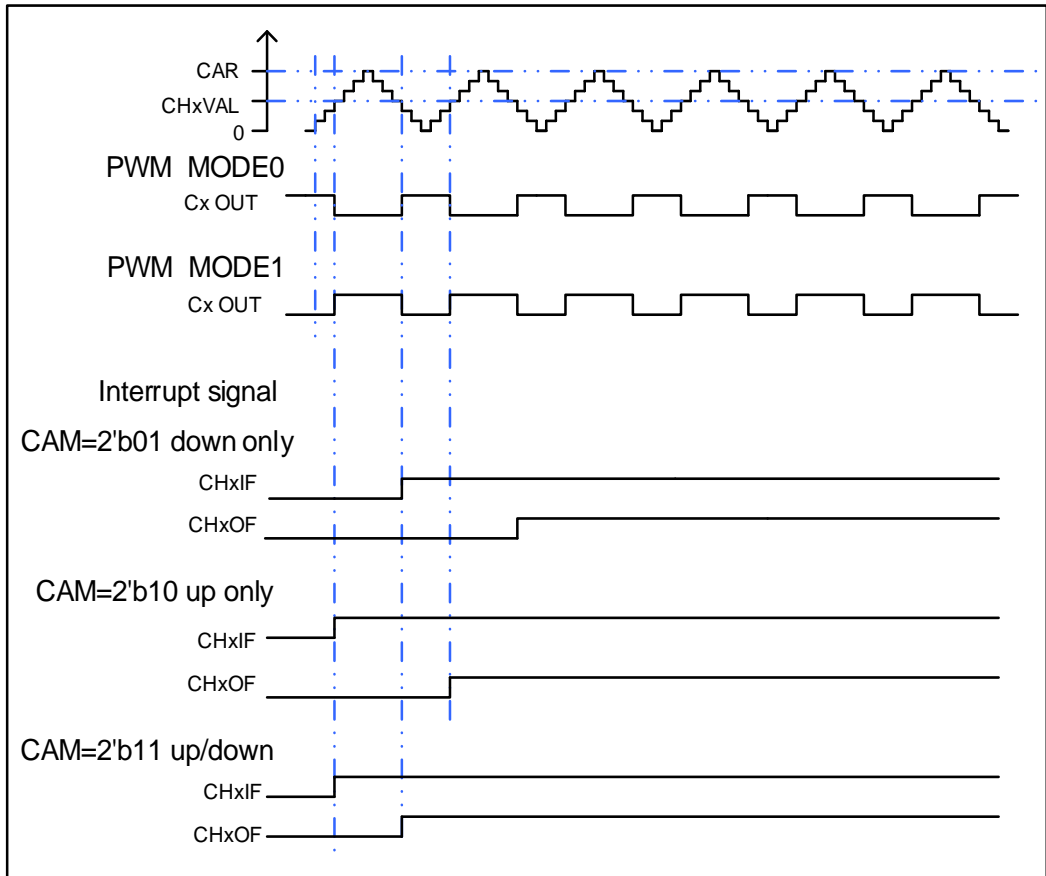 CAR
CHxVAL
0
PWM MODE0
Cx OUT
PWM MODE1
Cx OUT
Interrupt signal
CAM=2'b01 down only
CHxIF
CHxOF
CAM=2'b10 up only
CHxIF
CHxOF
CAM=2'b11 up/down
CHxIF
CHxOF